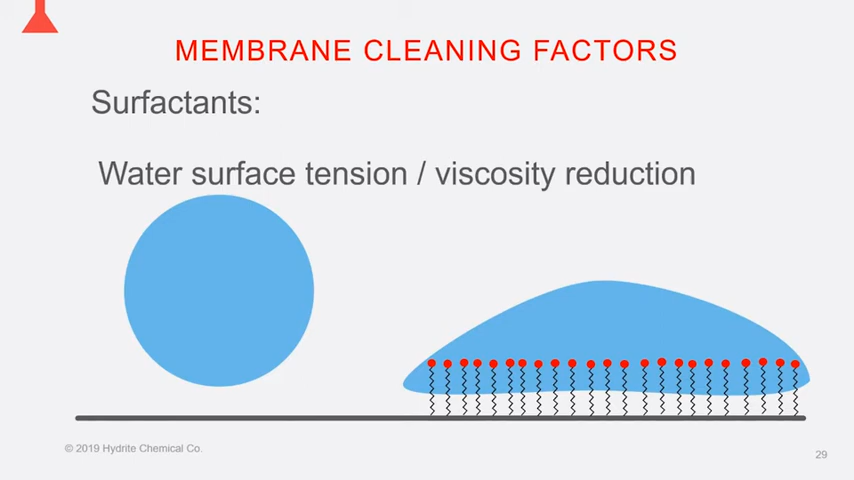 MEMBRANE CLEANING FACTORS
Surfactants:
Water surface tension / viscosity reduction
© 2019 Hydrite Chemical Co.
29